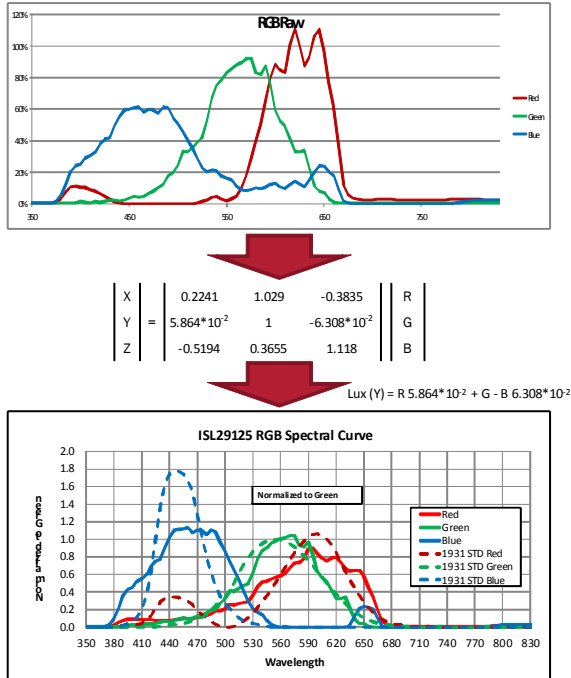 RGB Raw
120%
100%
80%
60%
40%
20%
0%
350 450 550 650 750
Red
Green
Blue
X 0.2241 1.029 -0.3835 R
Y = 5.864*10-2 1 -6.308*10-2 G
Z -0.5194 0.3655 1.118 B
Lux (Y) = R 5.864*10-2 + G - B 6.308*10-2
ISL29125 RGB Spectral Curve
Normalized to Green
2.0
1.8
1.6
1.4
1.2
1.0
0.8
0.6
0.4
0.2
0.0
Red
Green
Blue
1931 STD Red
1931 STD Green
1931 STD Blue
350 380 410 440 470 500 530 560 590 620 650 680 710 740 770 800 830
Wavelength